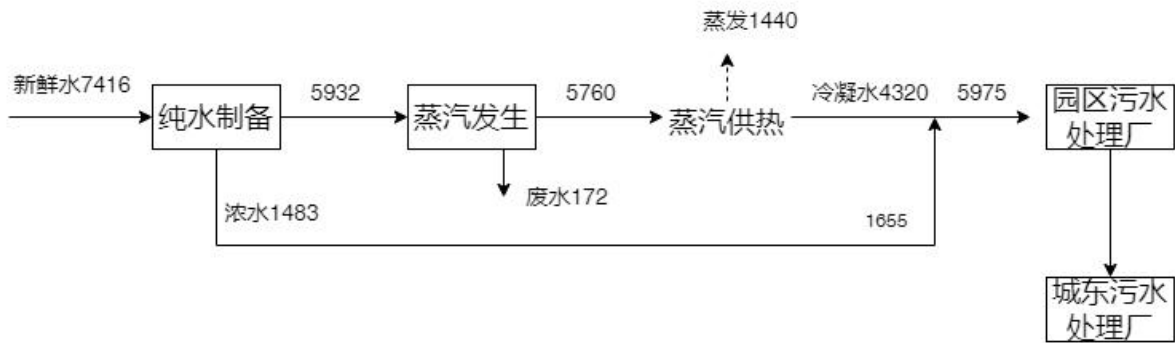 蒸发1440
新鲜水7416
纯水制备
5932
蒸汽发生
5760
蒸汽供热
冷凝水4320
5975
园区污水
处理厂
废水172
浓水1483
1655
城东污水
处理厂